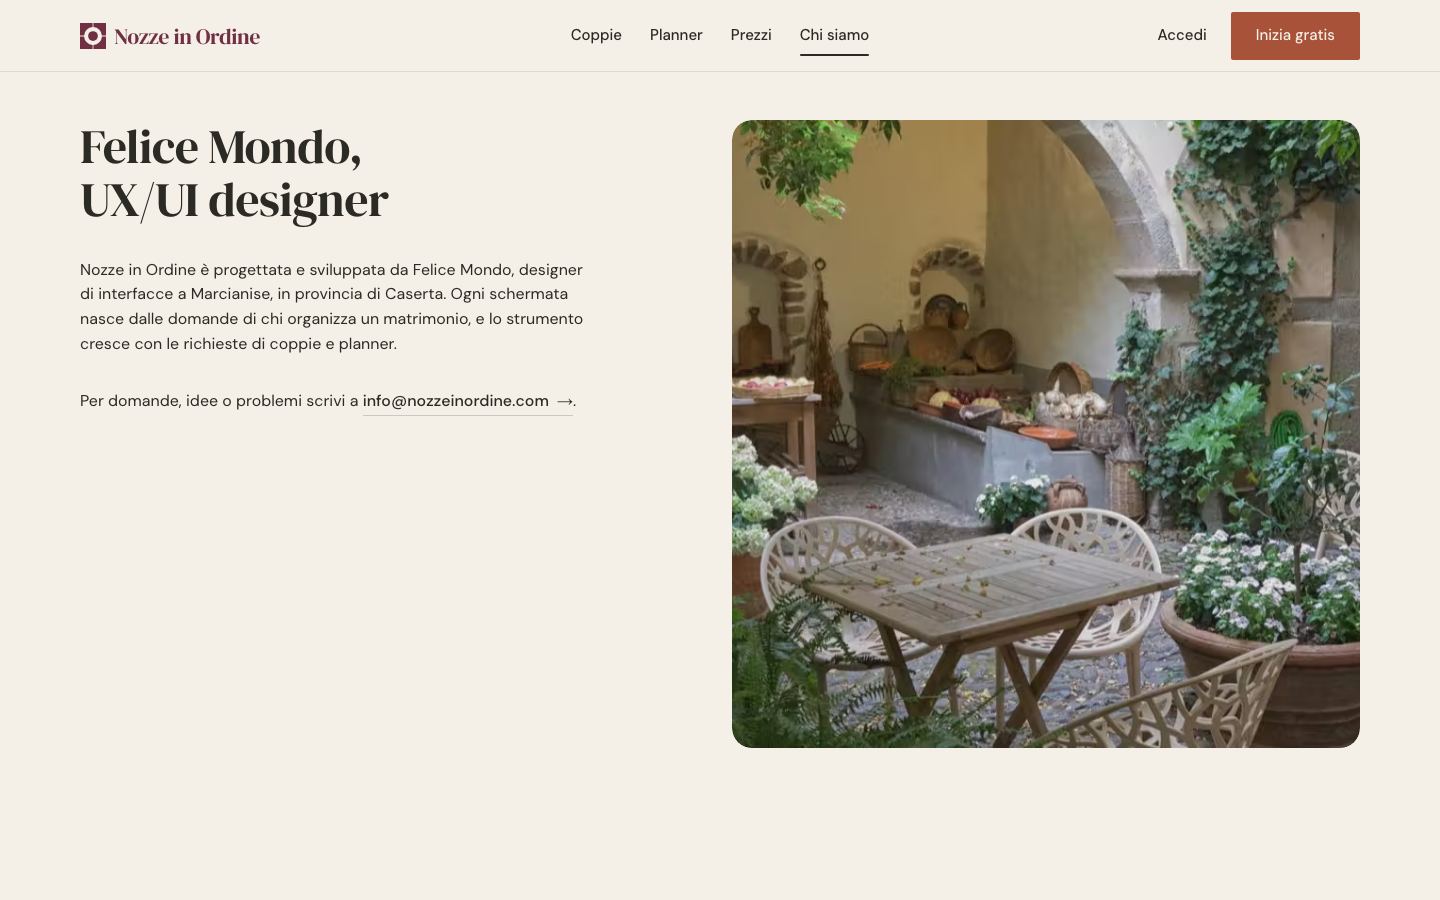 Nozze in Ordine
Coppie
Planner
Prezzi
Chi siamo
Accedi
Inizia gratis
Felice Mondo,
UX/UI designer
Nozze in Ordine è progettata e sviluppata da Felice Mondo, designer
di interfacce a Marcianise, in provincia di Caserta. Ogni schermata
nasce dalle domande di chi organizza un matrimonio, e lo strumento
cresce con le richieste di coppie e planner.
Per domande, idee o problemi scrivi a info@nozzeinordine.com →.